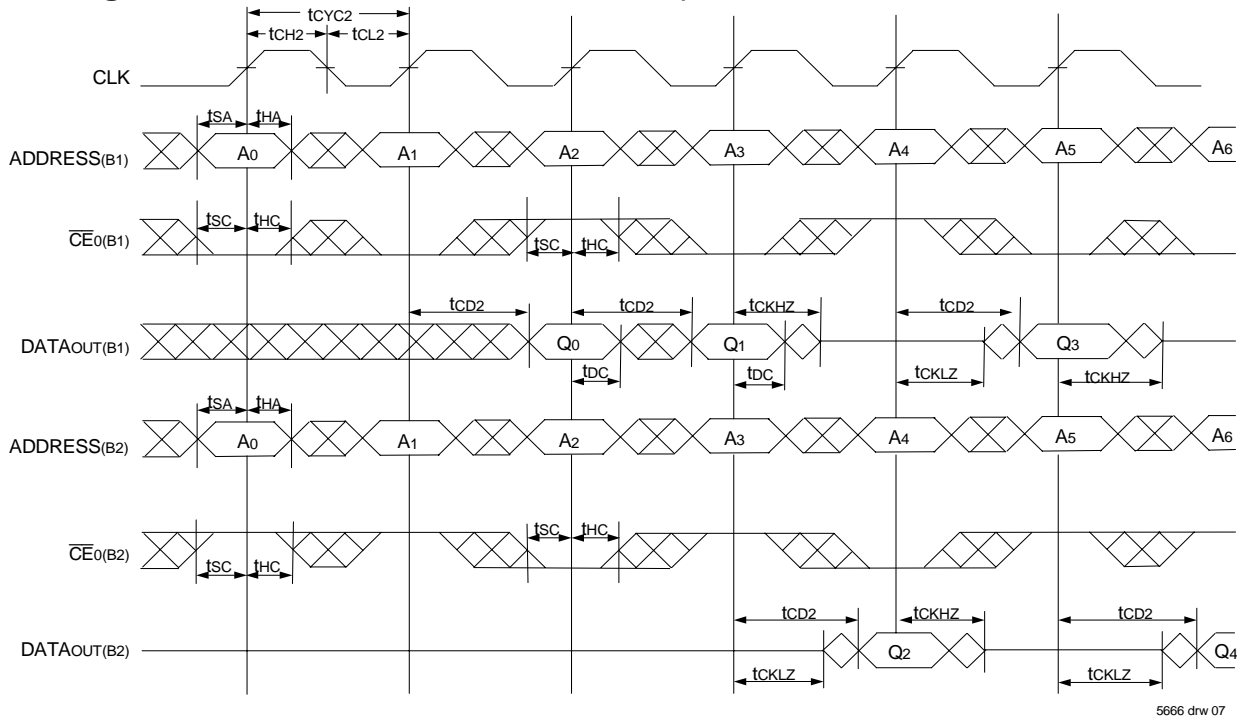 tCYC2
tCH2 tCL2
CLK
tSA tHA
ADDRESS(B1) A0 A1 A2 A3 A4 A5 A6
tSC tHC
CE0(B1)
tSC tHC
tCD2 tCD2 tCKHZ tCD2
DATAOUT(B1) Q0 Q1 Q3
tDC tDC tCKLZ tCKHZ
tSA tHA
ADDRESS(B2) A0 A1 A2 A3 A4 A5 A6
tSC tHC
CE0(B2)
tSC tHC
tCD2 tCKHZ tCD2
DATAOUT(B2) Q2 Q4
tCKLZ tCKLZ
5666 drw 07